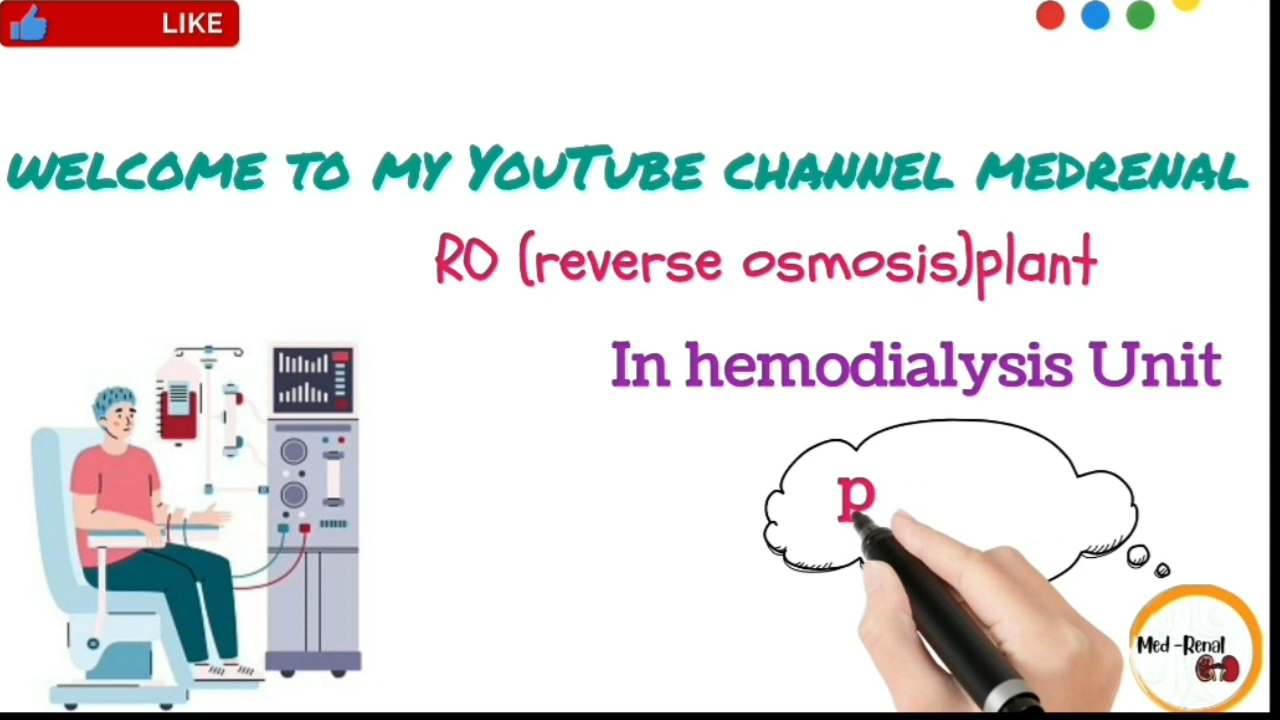 LIKE
WELCOME TO MY YOUTUBE CHANNEL MEDRENAL
RO (reverse osmosis)plant
In hemodialysis Unit
p
Med-Renal